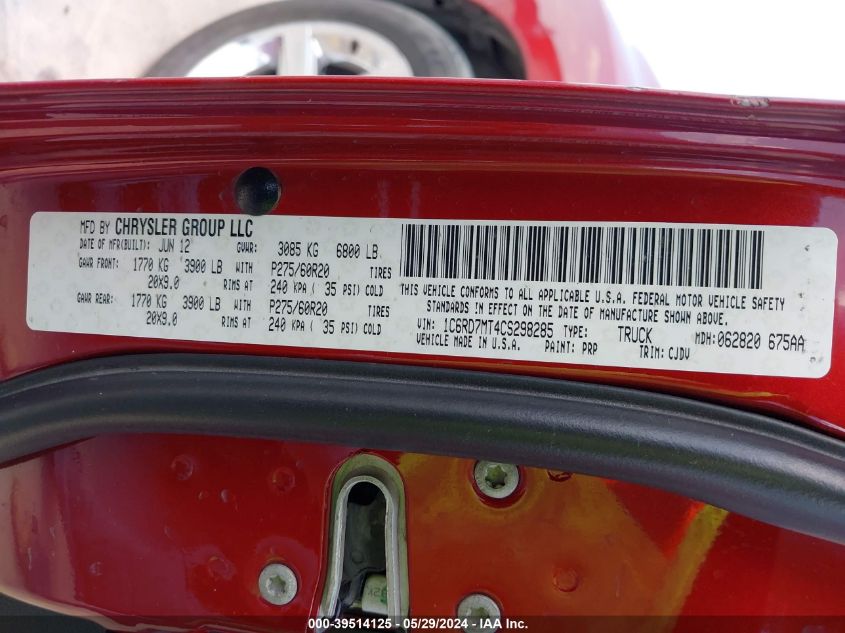 MFD BY CHRYSLER GROUP LLC
DATE OF MFR(BUILT): JUN 12 GVWR: 3085 KG 6800 LB
GAWR FRONT: 1770 KG 3900 LB WITH P275/60R20 TIRES
20X9.0 RIMS AT 240 KPA ( 35 PSI) COLD
GAWR REAR: 1770 KG 3900 LB WITH P275/60R20 TIRES
20X9.0 RIMS AT 240 KPA ( 35 PSI) COLD
THIS VEHICLE CONFORMS TO ALL APPLICABLE U.S.A. FEDERAL MOTOR VEHICLE SAFETY
STANDARDS IN EFFECT ON THE DATE OF MANUFACTURE SHOWN ABOVE.
VIN: 1C6RD7MT4CS298285 TYPE: TRUCK MDH: 062820 675AA
VEHICLE MADE IN U.S.A. PAINT: PRP TRIM: CJDV
000-39514125 - 05/29/2024 - IAAI.COM